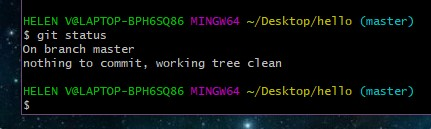 HELEN V@LAPTOP-BPH6SQ86 MINGW64 ~/Desktop/hello (master)
$ git status
On branch master
nothing to commit, working tree clean
HELEN V@LAPTOP-BPH6SQ86 MINGW64 ~/Desktop/hello (master)
$